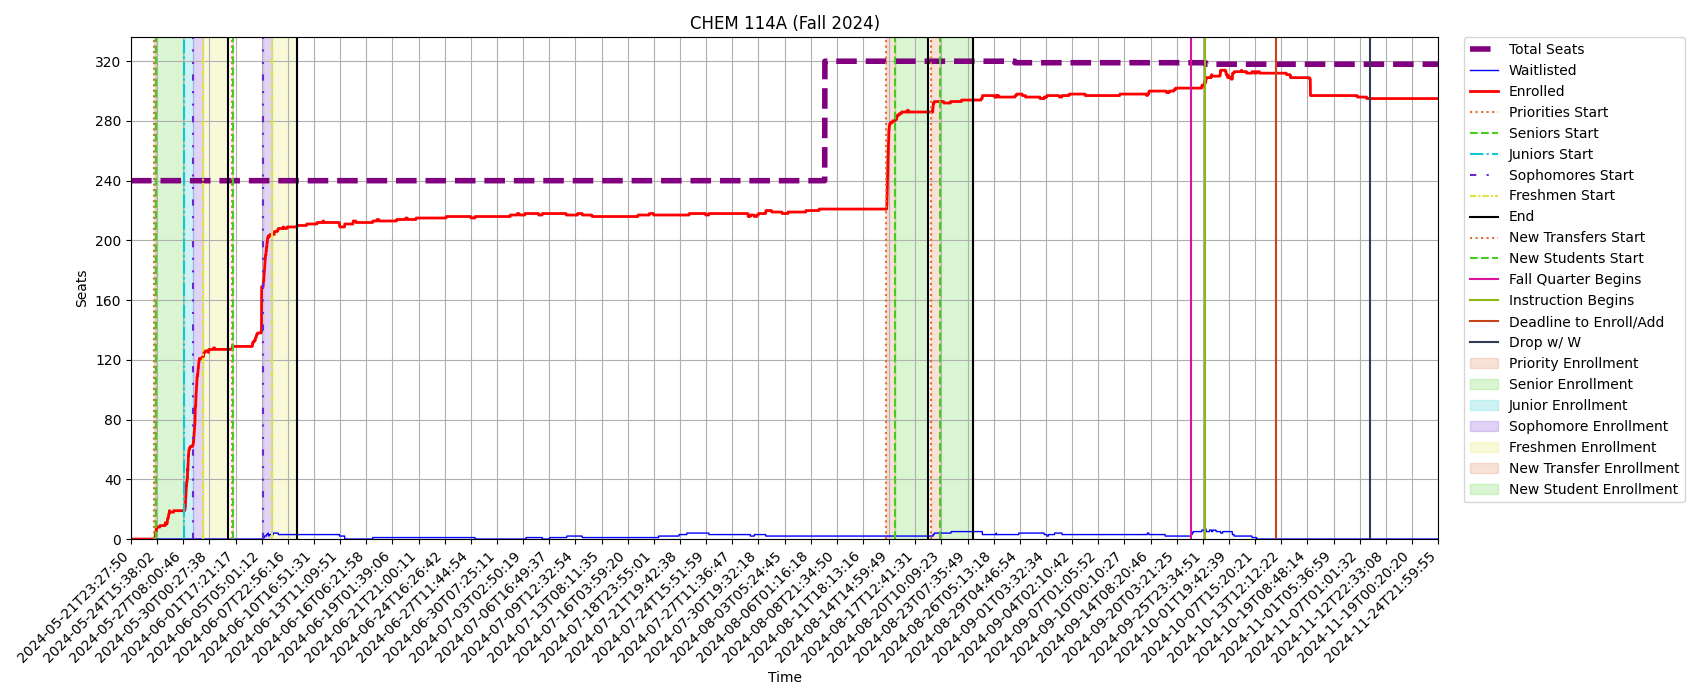 CHEM 114A (Fall 2024)
Seats
320
280
240
200
160
120
80
40
0
2024-05-21T23:27:50
2024-05-24T15:38:02
2024-05-27T08:00:46
2024-05-30T00:27:38
2024-06-01T17:21:17
2024-06-05T05:01:12
2024-06-07T22:56:10
2024-06-10T16:51:31
2024-06-13T11:09:51
2024-06-16T06:21:58
2024-06-19T01:39:06
2024-06-21T21:00:11
2024-06-24T16:26:42
2024-06-27T11:44:54
2024-06-30T07:25:11
2024-07-03T02:50:19
2024-07-06T16:49:37
2024-07-09T12:32:54
2024-07-13T08:11:35
2024-07-16T03:59:20
2024-07-18T23:55:01
2024-07-21T19:42:38
2024-07-24T15:51:59
2024-07-27T11:36:47
2024-07-30T19:32:18
2024-08-03T05:24:45
2024-08-06T01:16:18
2024-08-08T21:34:50
2024-08-11T18:13:16
2024-08-14T14:59:49
2024-08-17T12:41:31
2024-08-20T10:09:23
2024-08-23T07:35:49
2024-08-26T05:13:18
2024-08-29T04:46:54
2024-09-01T03:32:34
2024-09-04T02:10:42
2024-09-07T01:05:52
2024-09-10T00:10:27
2024-09-14T08:20:46
2024-09-20T03:21:25
2024-09-25T23:34:51
2024-10-01T19:42:39
2024-10-07T15:20:21
2024-10-13T12:12:22
2024-10-19T08:48:14
2024-11-01T05:36:59
2024-11-07T01:01:32
2024-11-12T22:33:08
2024-11-19T00:20:20
2024-11-24T21:59:55
Time
Total Seats
Waitlisted
Enrolled
Priorities Start
Seniors Start
Juniors Start
Sophomores Start
Freshmen Start
End
New Transfers Start
New Students Start
Fall Quarter Begins
Instruction Begins
Deadline to Enroll/Add
Drop w/ W
Priority Enrollment
Senior Enrollment
Junior Enrollment
Sophomore Enrollment
Freshmen Enrollment
New Transfer Enrollment
New Student Enrollment